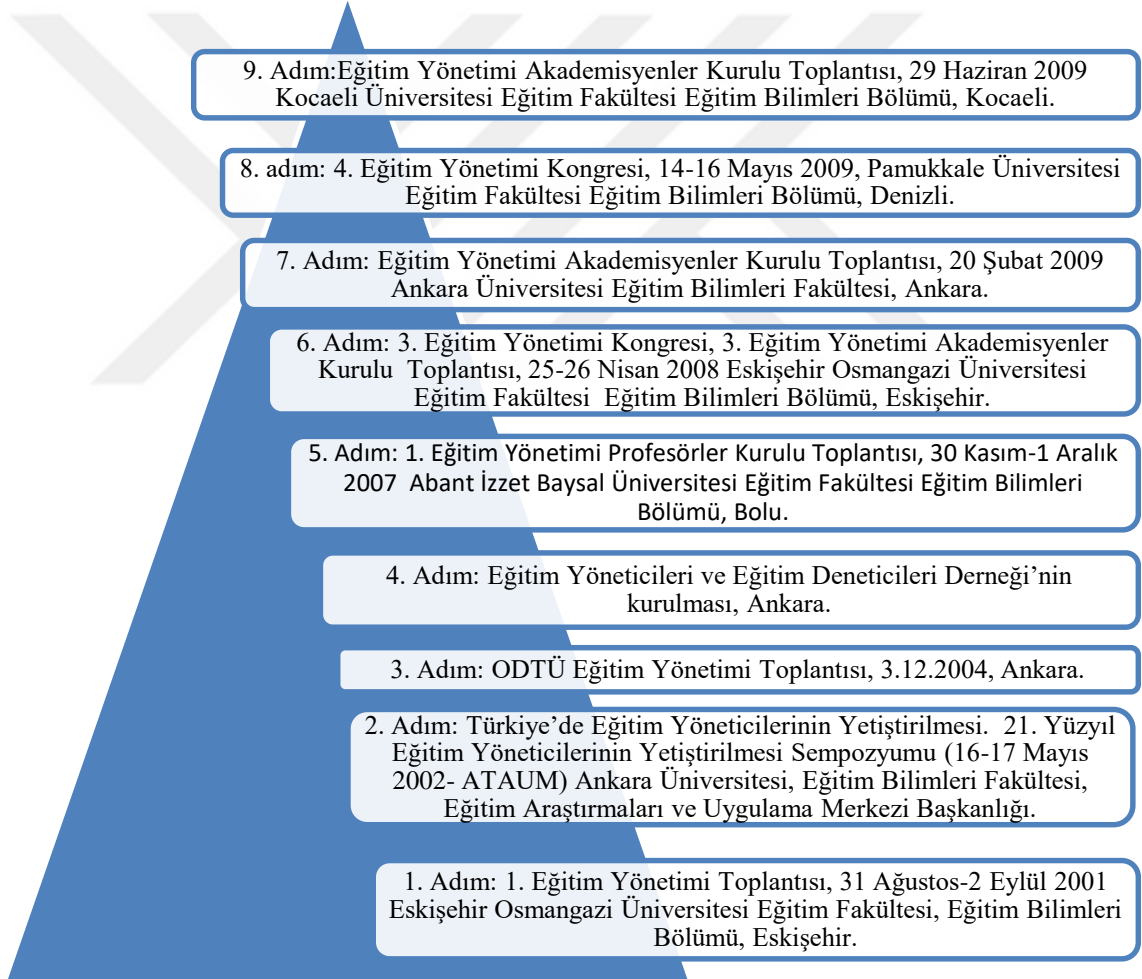 9. Adım:Eğitim Yönetimi Akademisyenler Kurulu Toplantısı, 29 Haziran 2009
Kocaeli Üniversitesi Eğitim Fakültesi Eğitim Bilimleri Bölümü, Kocaeli.
8. adım: 4. Eğitim Yönetimi Kongresi, 14-16 Mayıs 2009, Pamukkale Üniversitesi
Eğitim Fakültesi Eğitim Bilimleri Bölümü, Denizli.
7. Adım: Eğitim Yönetimi Akademisyenler Kurulu Toplantısı, 20 Şubat 2009
Ankara Üniversitesi Eğitim Bilimleri Fakültesi, Ankara.
6. Adım: 3. Eğitim Yönetimi Kongresi, 3. Eğitim Yönetimi Akademisyenler
Kurulu Toplantısı, 25-26 Nisan 2008 Eskişehir Osmangazi Üniversitesi
Eğitim Fakültesi Eğitim Bilimleri Bölümü, Eskişehir.
5. Adım: 1. Eğitim Yönetimi Profesörler Kurulu Toplantısı, 30 Kasım-1 Aralık
2007 Abant İzzet Baysal Üniversitesi Eğitim Fakültesi Eğitim Bilimleri
Bölümü, Bolu.
4. Adım: Eğitim Yöneticileri ve Eğitim Deneticileri Derneği’nin
kurulması, Ankara.
3. Adım: ODTÜ Eğitim Yönetimi Toplantısı, 3.12.2004, Ankara.
2. Adım: Türkiye’de Eğitim Yöneticilerinin Yetiştirilmesi. 21. Yüzyıl
Eğitim Yöneticilerinin Yetiştirilmesi Sempozyumu (16-17 Mayıs
2002- ATAUM) Ankara Üniversitesi, Eğitim Bilimleri Fakültesi,
Eğitim Araştırmaları ve Uygulama Merkezi Başkanlığı.
1. Adım: 1. Eğitim Yönetimi Toplantısı, 31 Ağustos-2 Eylül 2001
Eskişehir Osmangazi Üniversitesi Eğitim Fakültesi, Eğitim Bilimleri
Bölümü, Eskişehir.